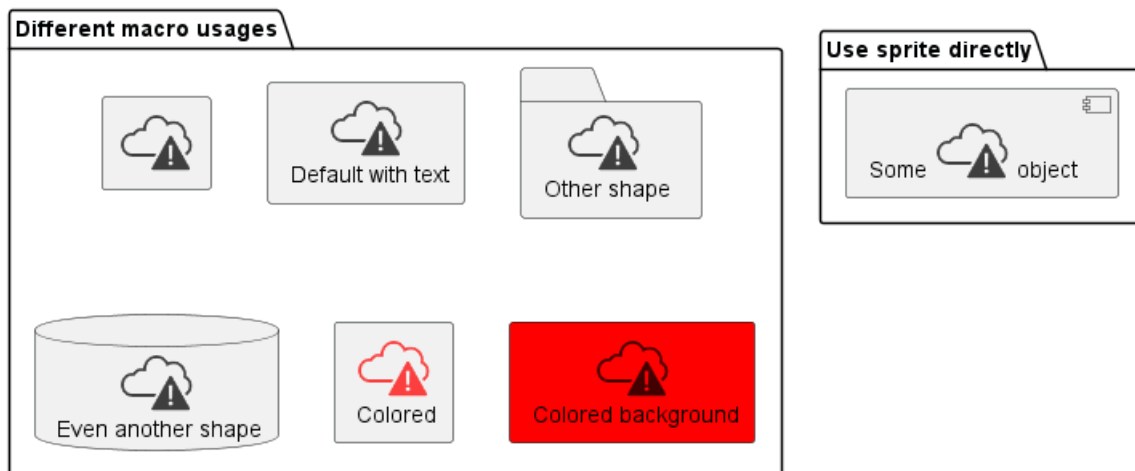 Different macro usages
Use sprite directly
Default with text
Other shape
Some object
Even another shape
Colored
Colored background